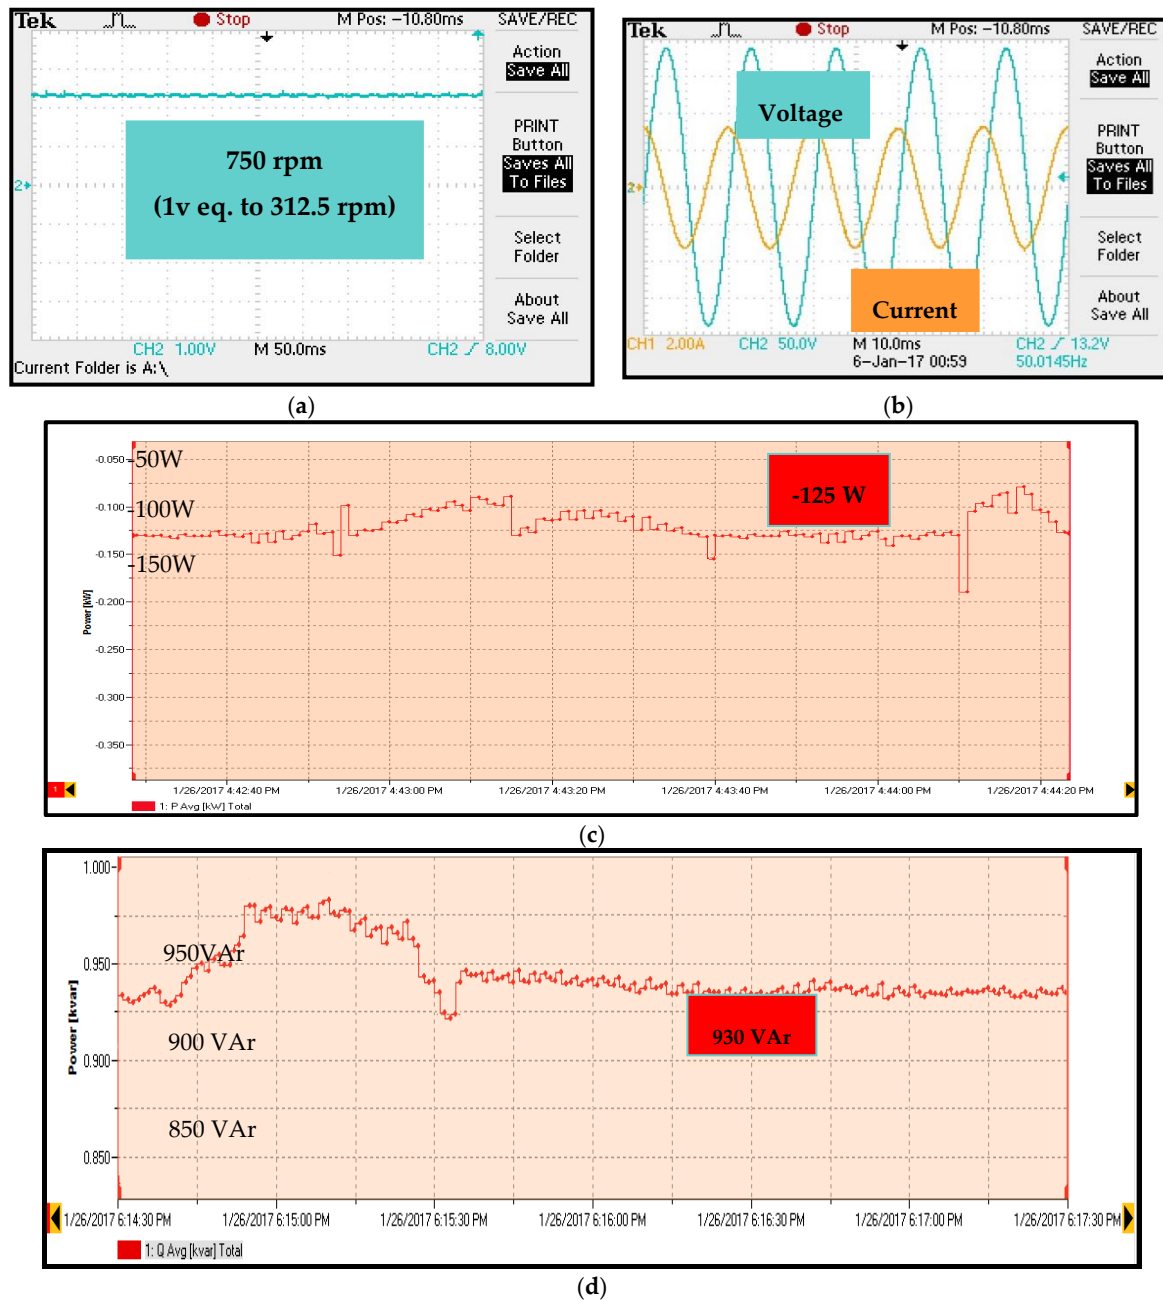 Tek
Stop
M Pos: -10.80ms
SAVE/REC
Action
Save All
PRINT
Button
Saves All
To Files
Select
Folder
About
Save All
750 rpm
(1v eq. to 312.5 rpm)
2
CH2 1.00V
M 50.0ms
CH2 8.00V
Current Folder is A:\
(a)
Tek
Stop
M Pos: -10.80ms
SAVE/REC
Action
Save All
PRINT
Button
Saves All
To Files
Select
Folder
About
Save All
Voltage
Current
2
CH1 2.00A
CH2 50.0V
M 10.0ms
CH2 13.2V
6-Jan-17 00:59
50.0145Hz
(b)
-0.050
-50W
-0.100
-100W
-0.150
-150W
-0.200
-0.250
-0.300
-0.350
Power [kW]
-125 W
1
1/26/2017 4:42:40 PM
1/26/2017 4:43:00 PM
1/26/2017 4:43:20 PM
1/26/2017 4:43:40 PM
1/26/2017 4:44:00 PM
1/26/2017 4:44:20 PM
1: P Avg [kW] Total
(c)
1.000
0.950
0.900
0.850
Power [kvar]
950VAr
900 VAr
850 VAr
930 VAr
1/26/2017 6:14:30 PM
1/26/2017 6:15:00 PM
1/26/2017 6:15:30 PM
1/26/2017 6:16:00 PM
1/26/2017 6:16:30 PM
1/26/2017 6:17:00 PM
1/26/2017 6:17:30 PM
1: Q Avg [kvar] Total
(d)